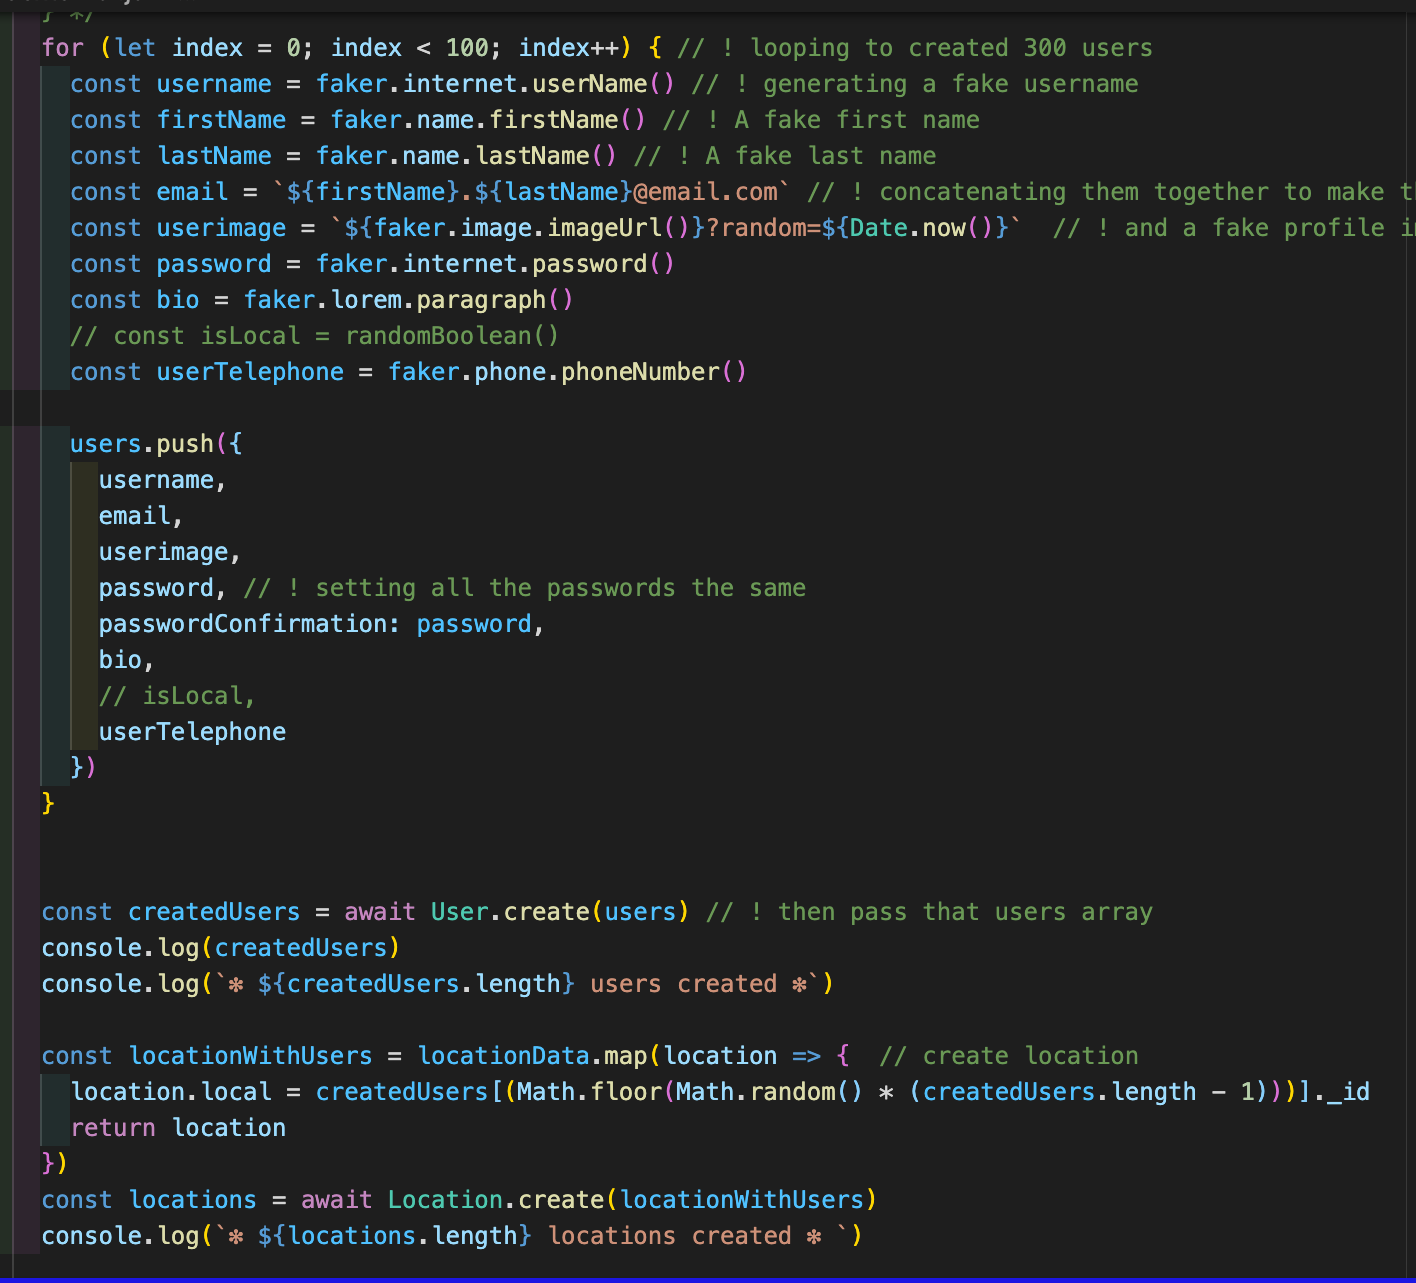 } */
for (let index = 0; index < 100; index++) { // ! looping to created 300 users
const username = faker.internet.userName() // ! generating a fake username
const firstName = faker.name.firstName() // ! A fake first name
const lastName = faker.name.lastName() // ! A fake last name
const email = `${firstName}.${lastName}@email.com` // ! concatenating them together to make
const userimage = `${faker.image.imageUrl()}?random=${Date.now()}`  // ! and a fake profile
const password = faker.internet.password()
const bio = faker.lorem.paragraph()
// const isLocal = randomBoolean()
const userTelephone = faker.phone.phoneNumber()
users.push({
username,
email,
userimage,
password, // ! setting all the passwords the same
passwordConfirmation: password,
bio,
// isLocal,
userTelephone
})
}
const createdUsers = await User.create(users) // ! then pass that users array
console.log(createdUsers)
console.log(`❇ ${createdUsers.length} users created ❇`)
const locationWithUsers = locationData.map(location => {  // create location
location.local = createdUsers[(Math.floor(Math.random() * (createdUsers.length - 1)))]._id
return location
})
const locations = await Location.create(locationWithUsers)
console.log(`❇ ${locations.length} locations created ❇ `)